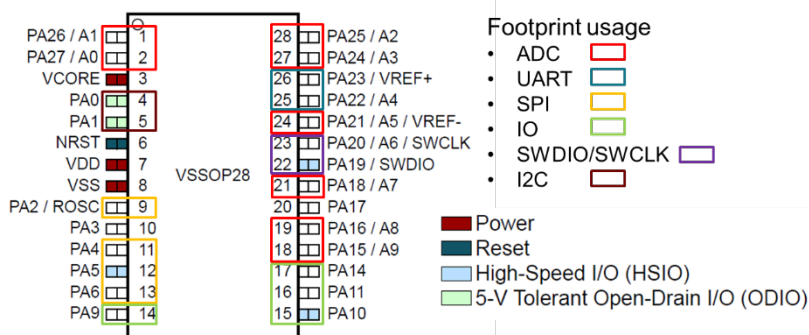 PA26 / A1 1
PA27 / A0 2
VCORE 3
PA0 4
PA1 5
NRST 6
VDD 7
VSS 8
PA2 / ROSC 9
PA3 10
PA4 11
PA5 12
PA6 13
PA9 14
VSSOP28
28 PA25 / A2
27 PA24 / A3
26 PA23 / VREF+
25 PA22 / A4
24 PA21 / A5 / VREF-
23 PA20 / A6 / SWCLK
22 PA19 / SWDIO
21 PA18 / A7
20 PA17
19 PA16 / A8
18 PA15 / A9
17 PA14
16 PA11
15 PA10
Footprint usage
• ADC
• UART
• SPI
• IO
• SWDIO/SWCLK
• I2C
Power
Reset
High-Speed I/O (HSIO)
5-V Tolerant Open-Drain I/O (ODIO)